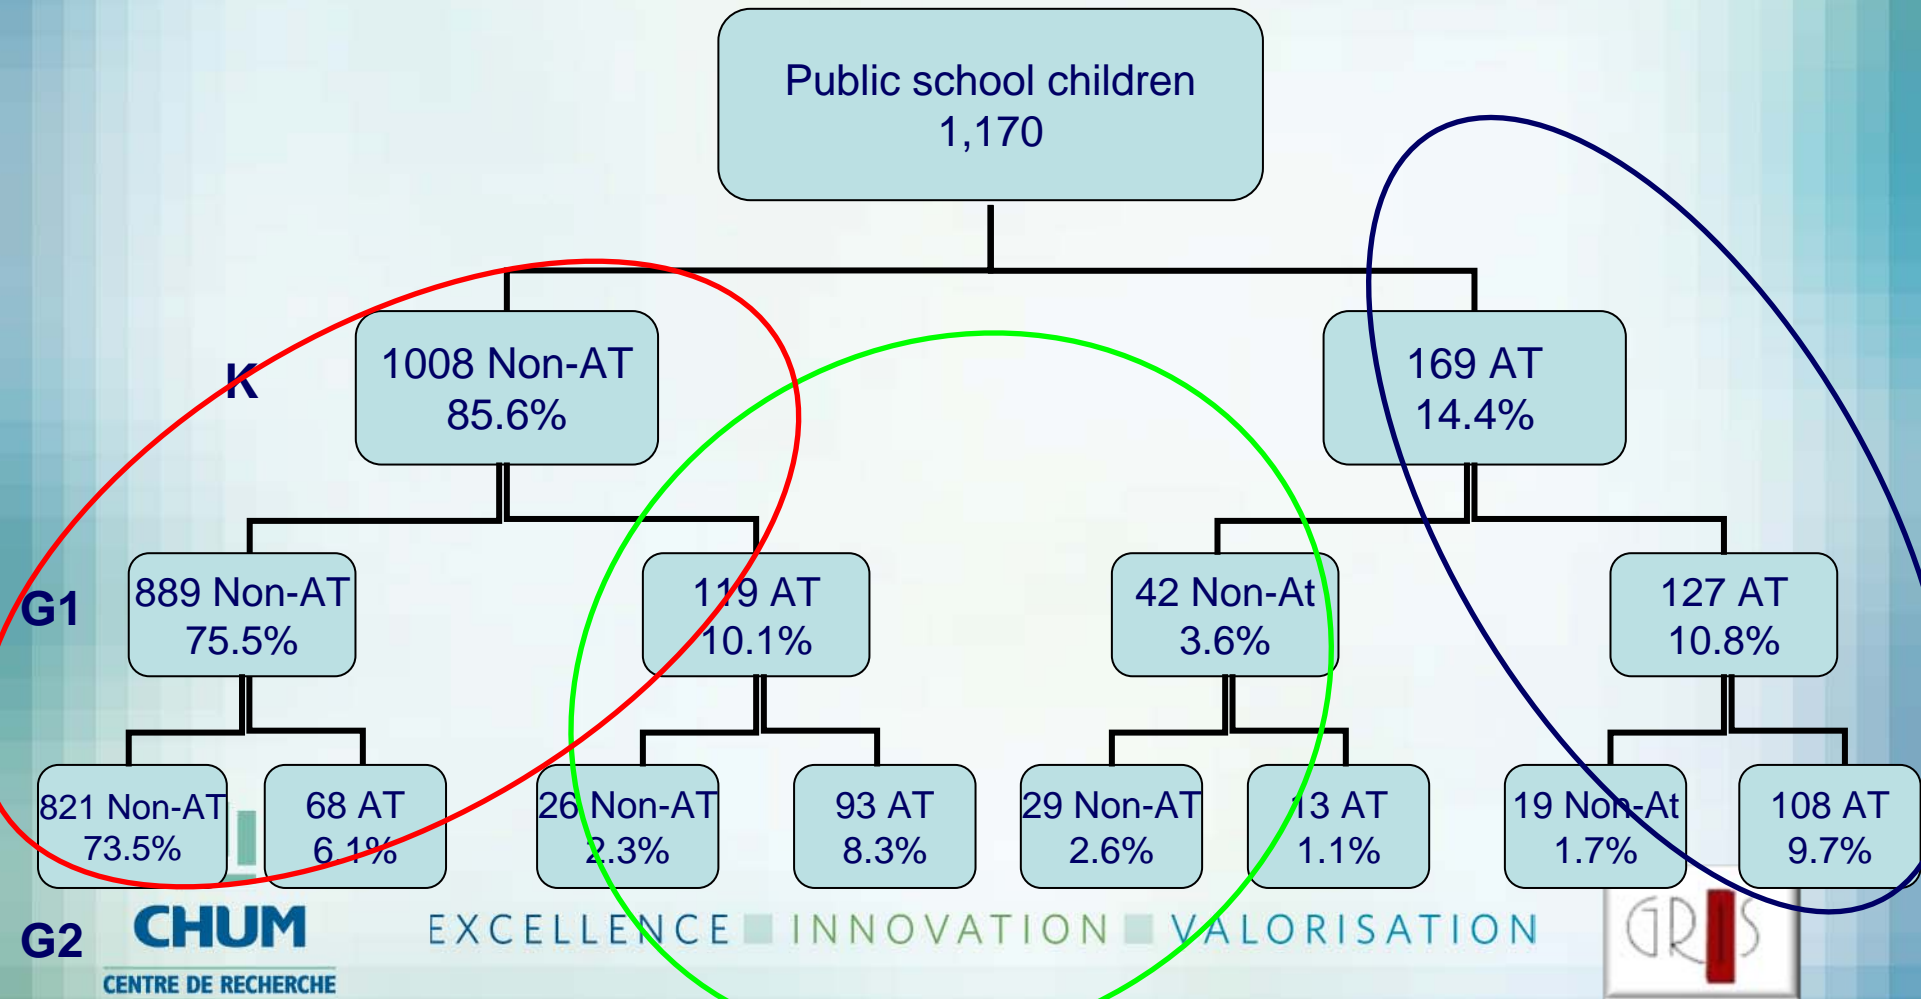 Public school children
1,170
K
1008 Non-AT
85.6%
169 AT
14.4%
G1
889 Non-AT
75.5%
119 AT
10.1%
42 Non-At
3.6%
127 AT
10.8%
821 Non-AT
73.5%
68 AT
6.1%
26 Non-AT
2.3%
93 AT
8.3%
29 Non-AT
2.6%
13 AT
1.1%
19 Non-At
1.7%
108 AT
9.7%
G2
CHUM
CENTRE DE RECHERCHE
EXCELLENCE INNOVATION VALORISATION
GRIS